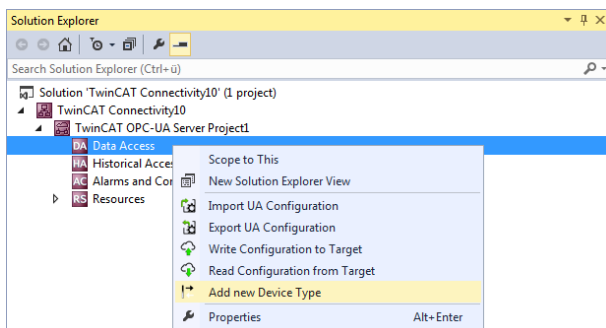 Solution Explorer
Search Solution Explorer (Ctrl+ü)
Solution 'TwinCAT Connectivity10' (1 project)
TwinCAT Connectivity10
TwinCAT OPC-UA Server Project1
DA Data Access
HA Historical Acce
AC Alarms and Co
RS Resources
Scope to This
New Solution Explorer View
Import UA Configuration
Export UA Configuration
Write Configuration to Target
Read Configuration from Target
Add new Device Type
Properties Alt+Enter